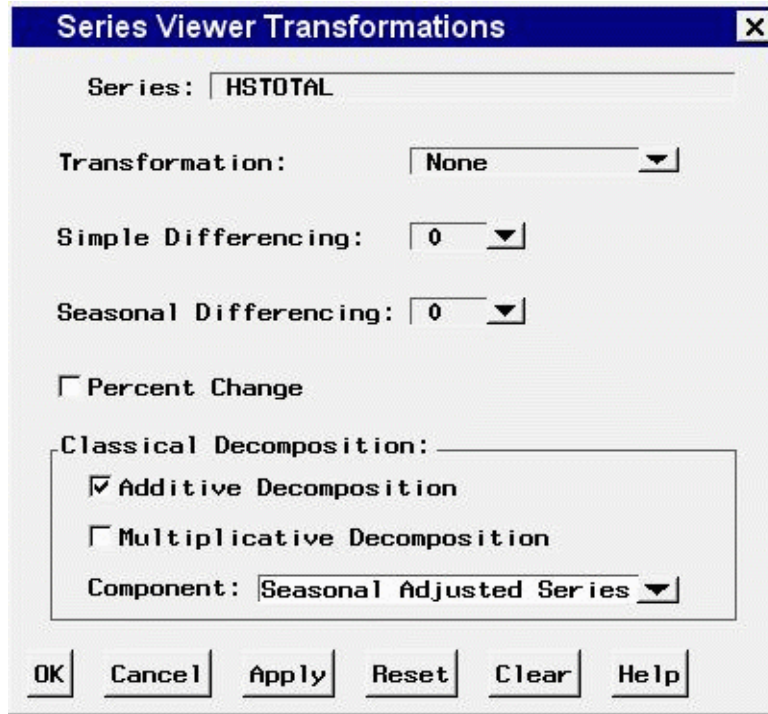 Series Viewer Transformations
Series: HSTOTAL
Transformation: None
Simple Differencing: 0
Seasonal Differencing: 0
Percent Change
Classical Decomposition:
Additive Decomposition
Multiplicative Decomposition
Component: Seasonal Adjusted Series
OK Cancel Apply Reset Clear Help